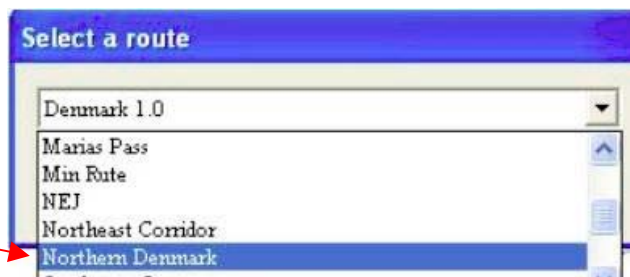 Select a route
Denmark 1.0
Marias Pass
Min Rute
NEJ
Northeast Corridor
Northern Denmark